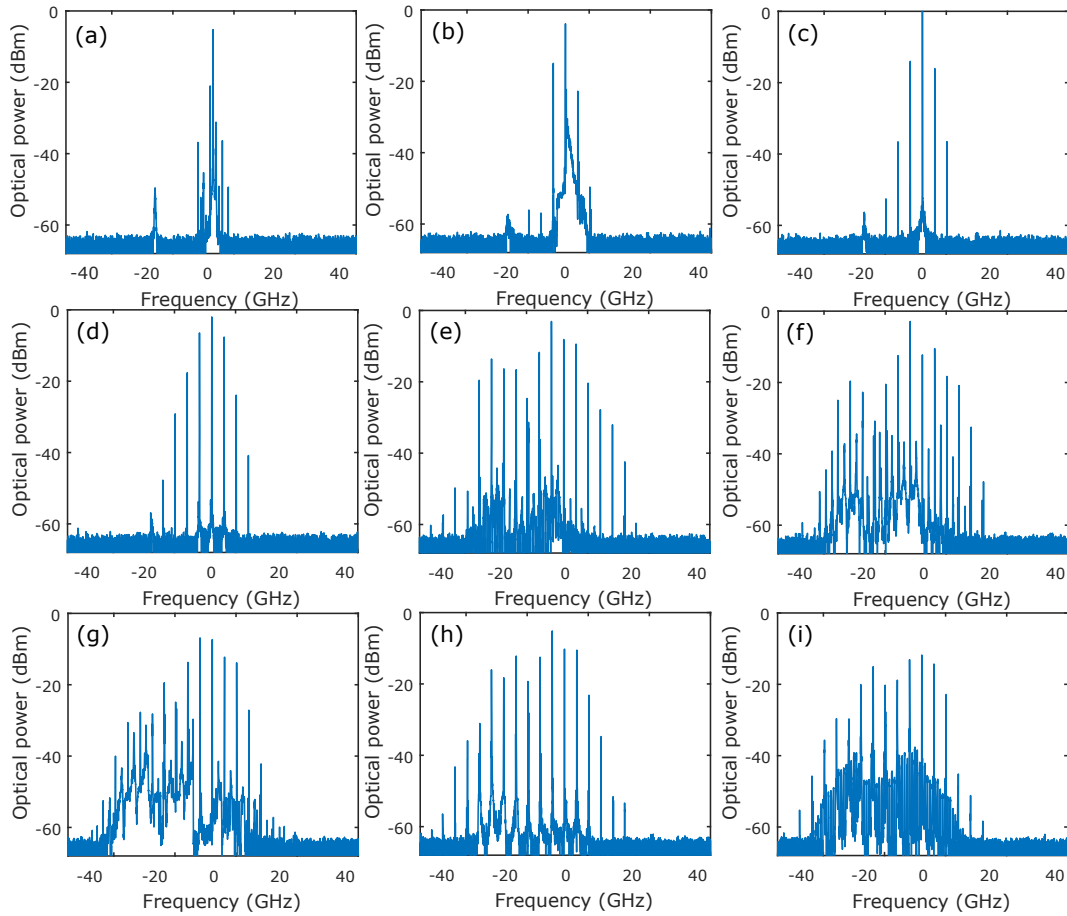 (a) (b) (c)
Optical power (dBm) Optical power (dBm) Optical power (dBm)
0 0 0
-20 -20 -20
-40 -40 -40
-60 -60 -60
-40 -20 0 20 40 -40 -20 0 20 40 -40 -20 0 20 40
Frequency (GHz) Frequency (GHz) Frequency (GHz)
(d) (e) (f)
Optical power (dBm) Optical power (dBm) Optical power (dBm)
0 0 0
-20 -20 -20
-40 -40 -40
-60 -60 -60
-40 -20 0 20 40 -40 -20 0 20 40 -40 -20 0 20 40
Frequency (GHz) Frequency (GHz) Frequency (GHz)
(g) (h) (i)
Optical power (dBm) Optical power (dBm) Optical power (dBm)
0 0 0
-20 -20 -20
-40 -40 -40
-60 -60 -60
-40 -20 0 20 40 -40 -20 0 20 40 -40 -20 0 20 40
Frequency (GHz) Frequency (GHz) Frequency (GHz)